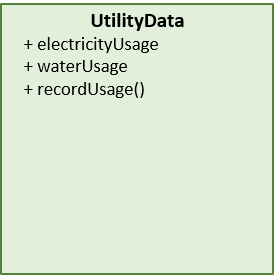 UtilityData
+ electricityUsage
+ waterUsage
+ recordUsage()